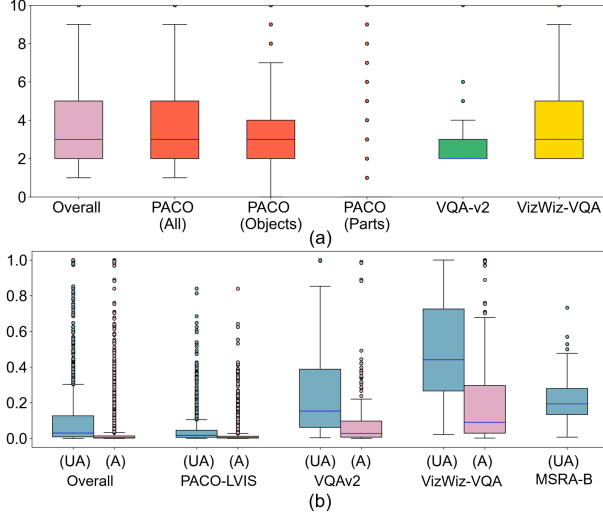 10
8
6
4
2
0
Overall PACO PACO PACO VQA-v2 VizWiz-VQA
(All) (Objects) (Parts)
(a)
1.0
0.8
0.6
0.4
0.2
0.0
(UA) (A) (UA) (A) (UA) (A) (UA) (A) (UA)
Overall PACO-LVIS VQAv2 VizWiz-VQA MSRA-B
(b)